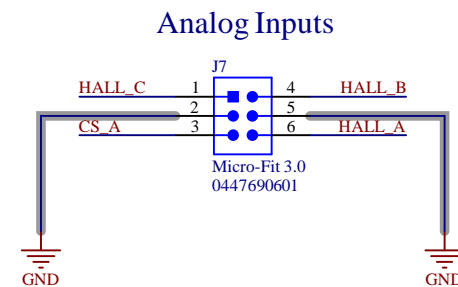 Analog Inputs
J7
HALL_C 1 4 HALL_B
2 5
CS_A 3 6 HALL_A
Micro-Fit 3.0
0447690601
GND GND